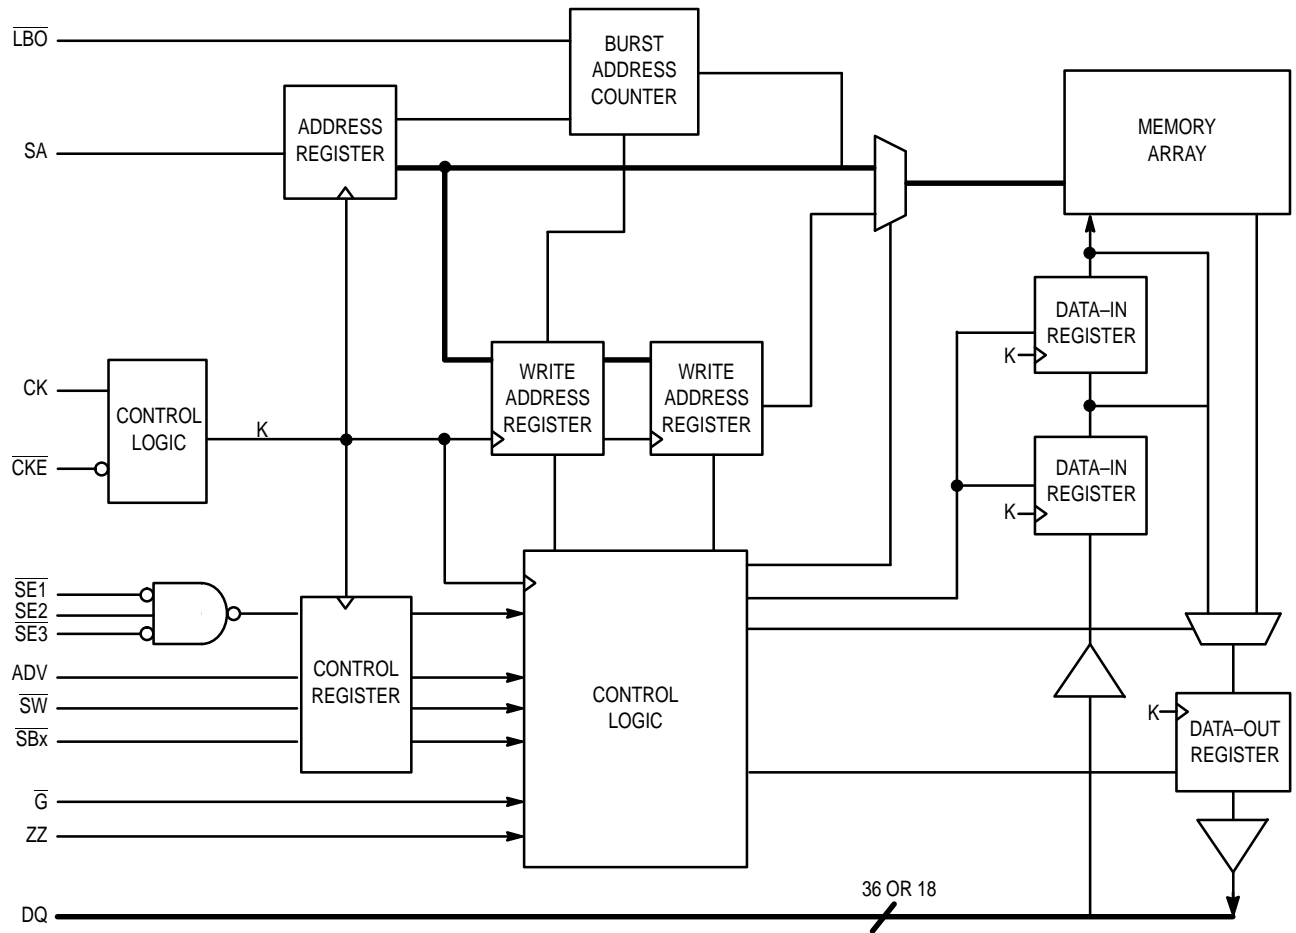 LBO
BURST
ADDRESS
COUNTER
ADDRESS
REGISTER
SA
MEMORY
ARRAY
DATA–IN
REGISTER
K
WRITE
ADDRESS
REGISTER
WRITE
ADDRESS
REGISTER
CK
CONTROL
LOGIC
K
CKE
DATA–IN
REGISTER
K
SE1
SE2
SE3
ADV
SW
SBx
CONTROL
REGISTER
CONTROL
LOGIC
K
DATA–OUT
REGISTER
G
ZZ
36 OR 18
DQ